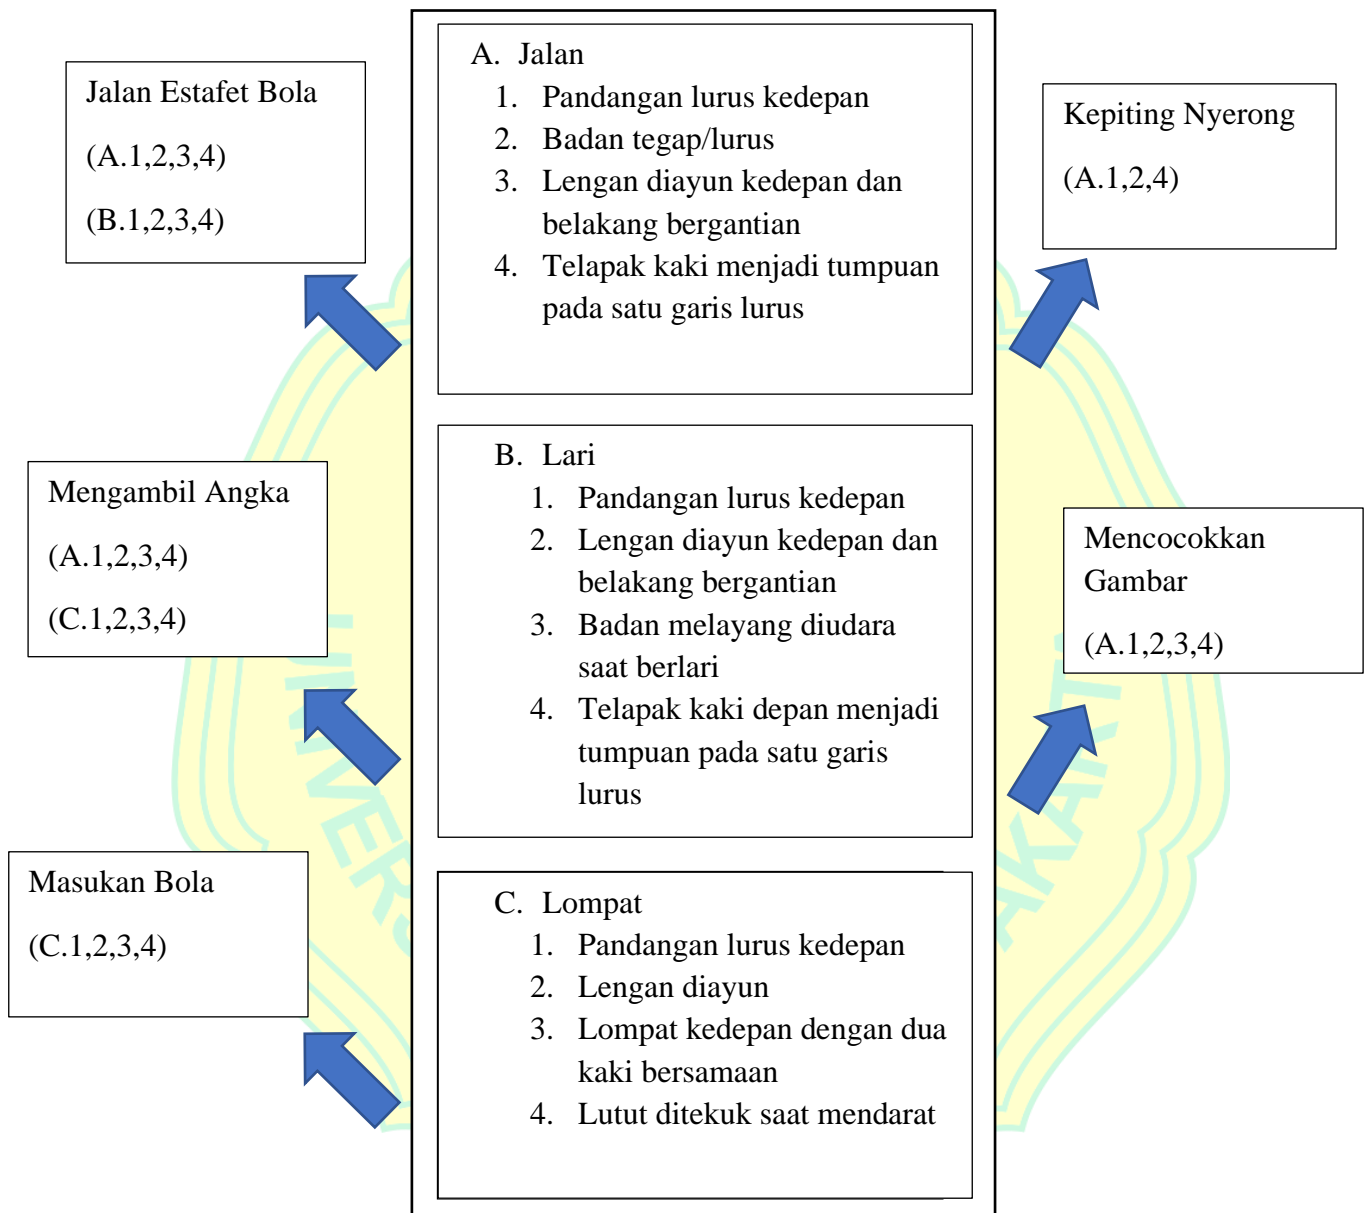 Jalan Estafet Bola
(A.1,2,3,4)
(B.1,2,3,4)
Mengambil Angka
(A.1,2,3,4)
(C.1,2,3,4)
Masukan Bola
(C.1,2,3,4)
A. Jalan
1. Pandangan lurus kedepan
2. Badan tegap/lurus
3. Lengan diayun kedepan dan
belakang bergantian
4. Telapak kaki menjadi tumpuan
pada satu garis lurus
B. Lari
1. Pandangan lurus kedepan
2. Lengan diayun kedepan dan
belakang bergantian
3. Badan melayang diudara
saat berlari
4. Telapak kaki depan menjadi
tumpuan pada satu garis
lurus
C. Lompat
1. Pandangan lurus kedepan
2. Lengan diayun
3. Lompat kedepan dengan dua
kaki bersamaan
4. Lutut ditekuk saat mendarat
Kepiting Nyerong
(A.1,2,4)
Mencocokkan
Gambar
(A.1,2,3,4)